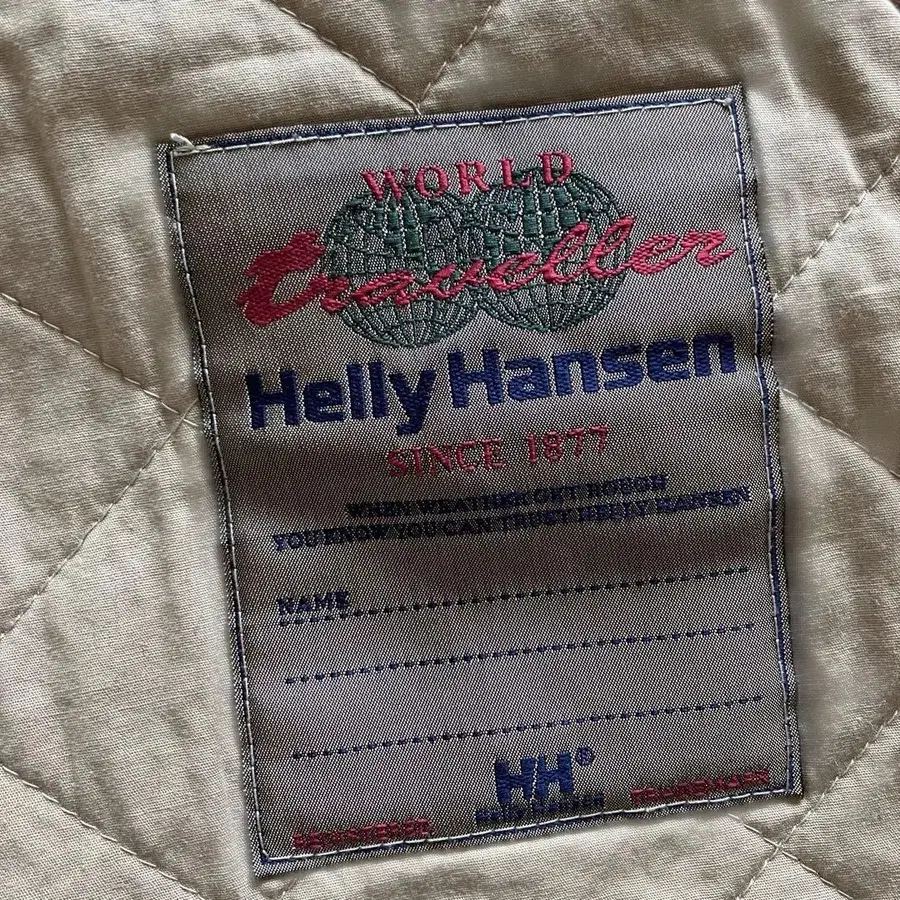 WORLD
traveller
Helly Hansen
SINCE 1877
WHEN WEATHER GET ROUGH
YOU KNOW YOU CAN TRUST HELLY HANSEN
NAME
HH®
HELLY HANSEN
REGISTERED TRADEMARK